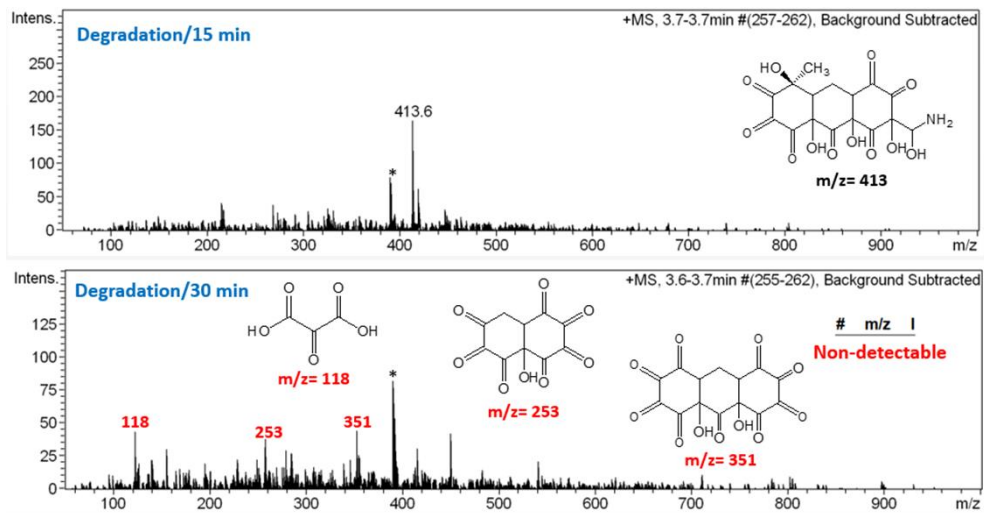 Intens.
+MS, 3.7-3.7min #(257-262), Background Subtracted
Degradation/15 min
250
200
150
100
50
0
413.6
*
HO CH₃
O O
O O
O NH₂
O OH O OH O OH OH
m/z= 413
100 200 300 400 500 600 700 800 900 m/z
Intens.
+MS, 3.6-3.7min #(255-262), Background Subtracted
Degradation/30 min
125
100
75
50
25
0
O O
HO OH
O
m/z= 118
O O
O O
O O
O OH O
m/z= 253
O O
O O
O O
O OH O OH O
m/z= 351
# m/z I
Non-detectable
118
253
351
*
100 200 300 400 500 600 700 800 900 m/z